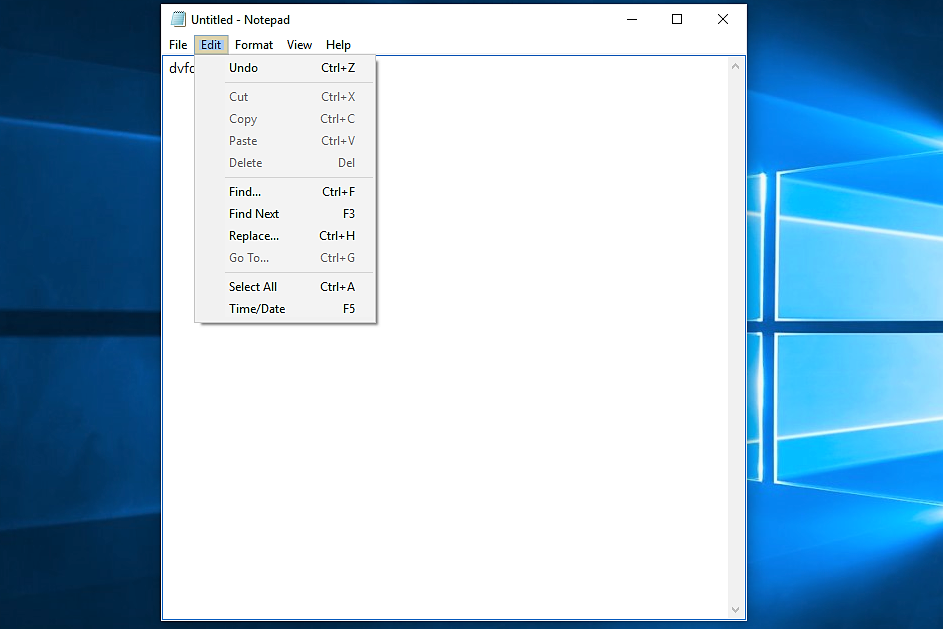 Untitled - Notepad
File Edit Format View Help
Undo Ctrl+Z
Cut Ctrl+X
Copy Ctrl+C
Paste Ctrl+V
Delete Del
Find... Ctrl+F
Find Next F3
Replace... Ctrl+H
Go To... Ctrl+G
Select All Ctrl+A
Time/Date F5